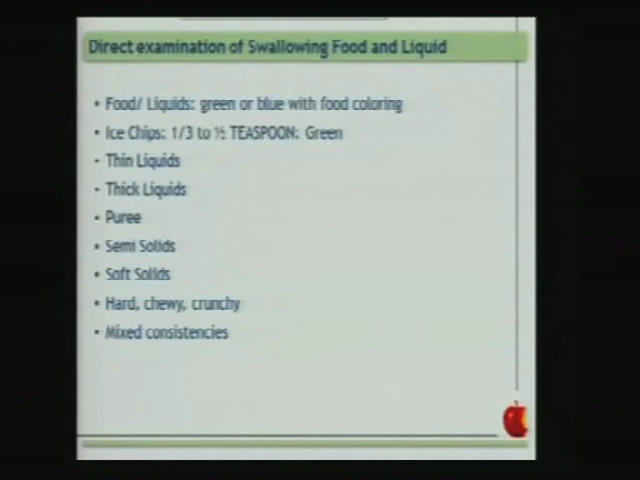 Direct examination of Swallowing Food and Liquid
• Food/ Liquids: green or blue with food coloring
• Ice Chips: 1/3 to ½ TEASPOON: Green
• Thin Liquids
• Thick Liquids
• Puree
• Semi Solids
• Soft Solids
• Hard, chewy, crunchy
• Mixed consistencies